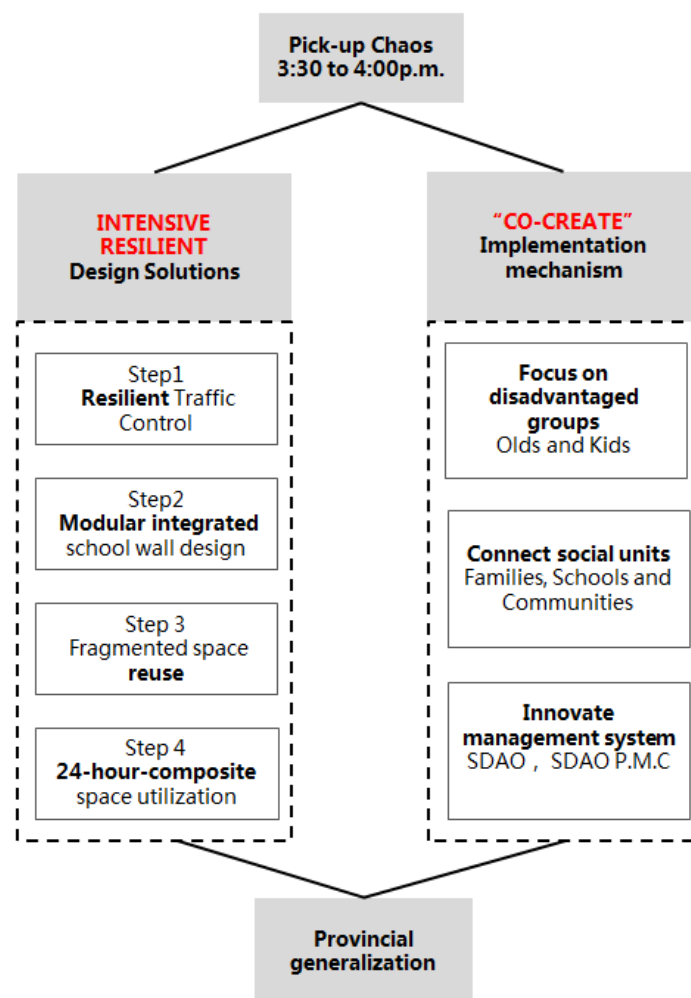 Pick-up Chaos
3:30 to 4:00p.m.
INTENSIVE
RESILIENT
Design Solutions
Step1
Resilient Traffic
Control
Step2
Modular integrated
school wall design
Step 3
Fragmented space
reuse
Step 4
24-hour-composite
space utilization
“CO-CREATE”
Implementation
mechanism
Focus on
disadvantaged
groups
Olds and Kids
Connect social units
Families, Schools and
Communities
Innovate
management system
SDAO ，SDAO P.M.C
Provincial
generalization